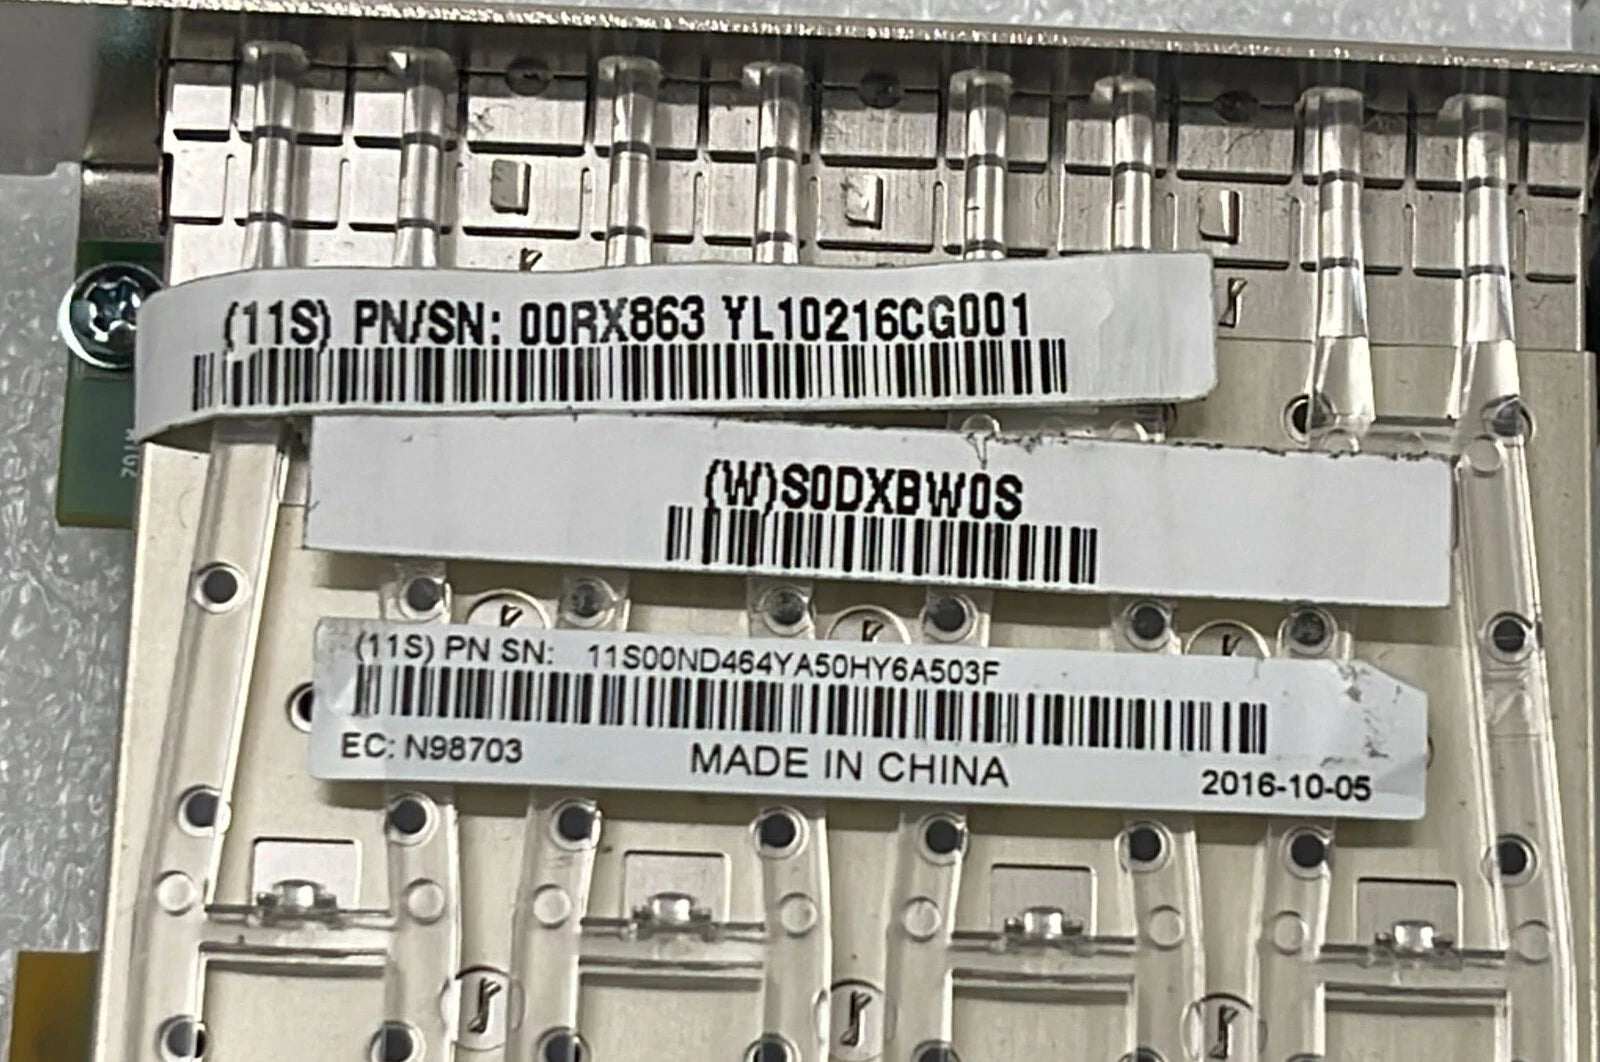 (11S) PN/SN: 00RX863 YL10216CG001
(W)S0DXBW0S
(11S) PN SN: 11S00ND464YA50HY6A503F
EC: N98703
MADE IN CHINA
2016-10-05